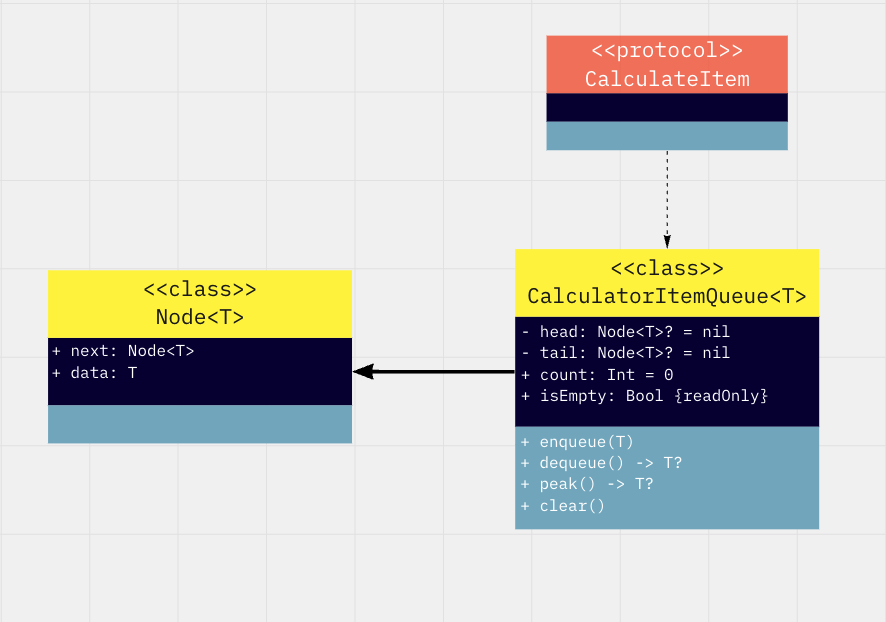 <<protocol>>
CalculateItem
<<class>>
Node<T>
+ next: Node<T>
+ data: T
<<class>>
CalculatorItemQueue<T>
- head: Node<T>? = nil
- tail: Node<T>? = nil
+ count: Int = 0
+ isEmpty: Bool {readOnly}
+ enqueue(T)
+ dequeue() -> T?
+ peak() -> T?
+ clear()